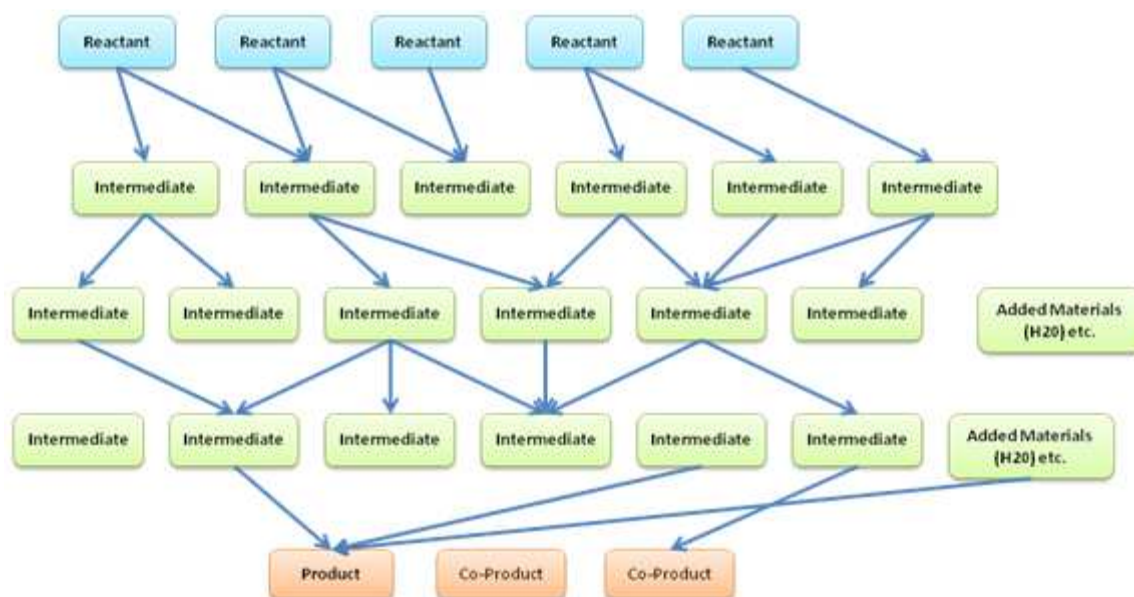 Reactant
Reactant
Reactant
Reactant
Reactant
Intermediate
Intermediate
Intermediate
Intermediate
Intermediate
Intermediate
Intermediate
Intermediate
Intermediate
Intermediate
Intermediate
Intermediate
Added Materials
(H20) etc.
Intermediate
Intermediate
Intermediate
Intermediate
Intermediate
Intermediate
Added Materials
(H20) etc.
Product
Co-Product
Co-Product